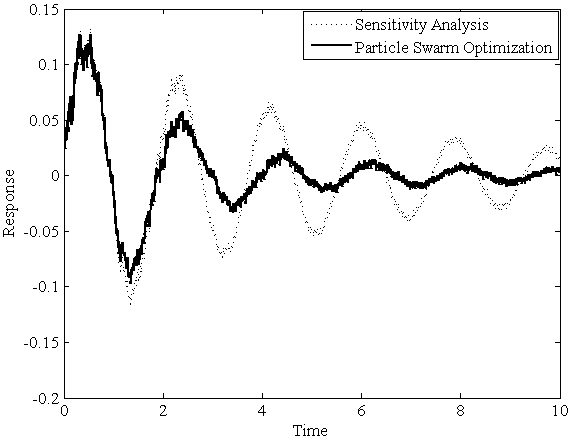 Sensitivity Analysis
Particle Swarm Optimization
0.15
0.1
0.05
0
-0.05
-0.1
-0.15
-0.2
Response
0 2 4 6 8 10
Time